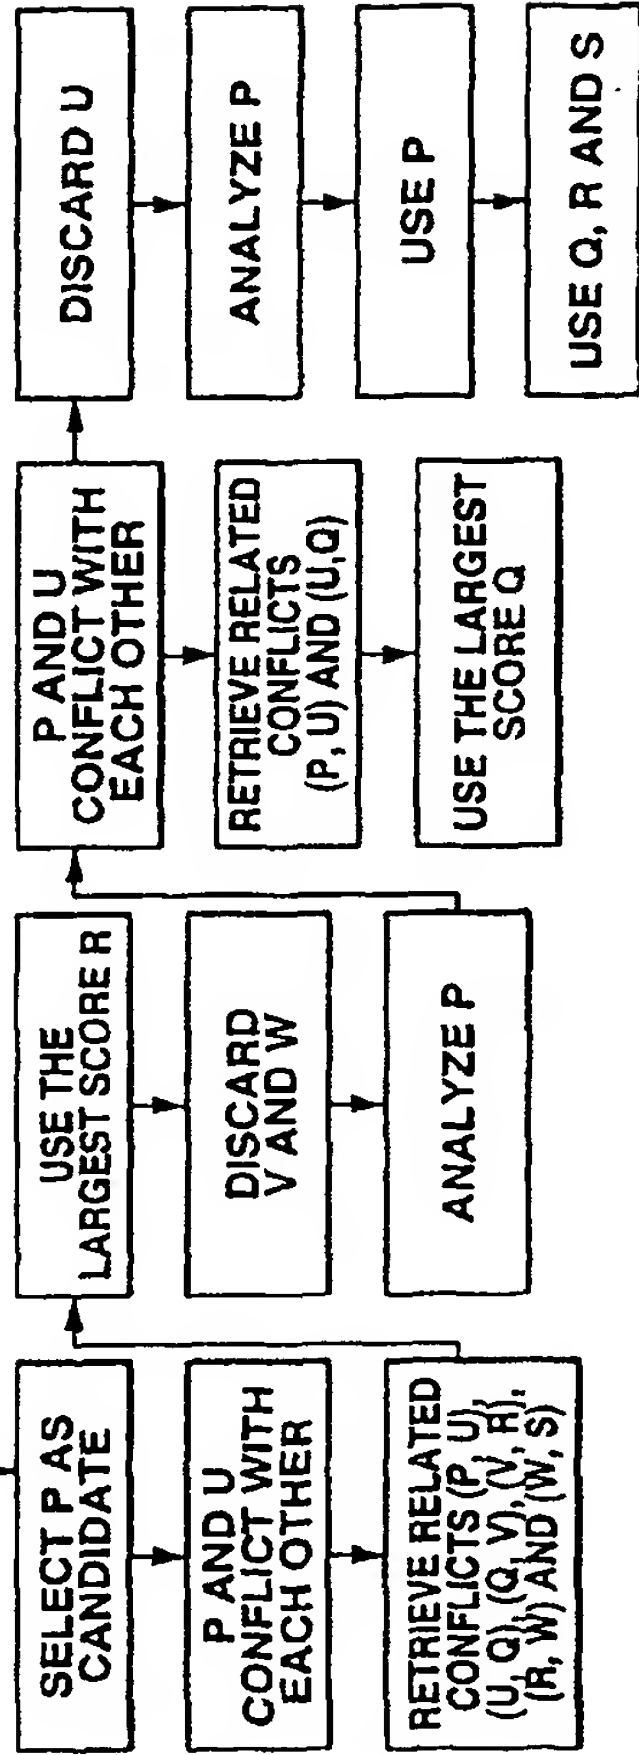 SELECT P AS
CANDIDATE
P AND U
CONFLICT WITH
EACH OTHER
RETRIEVE RELATED
CONFLICTS (P, U),
(U, Q), (Q, V), (V, R),
(R, W) AND (W, S)
USE THE
LARGEST SCORE R
DISCARD
V AND W
ANALYZE P
P AND U
CONFLICT WITH
EACH OTHER
RETRIEVE RELATED
CONFLICTS
(P, U) AND (U,Q)
USE THE LARGEST
SCORE Q
DISCARD U
ANALYZE P
USE P
USE Q, R AND S